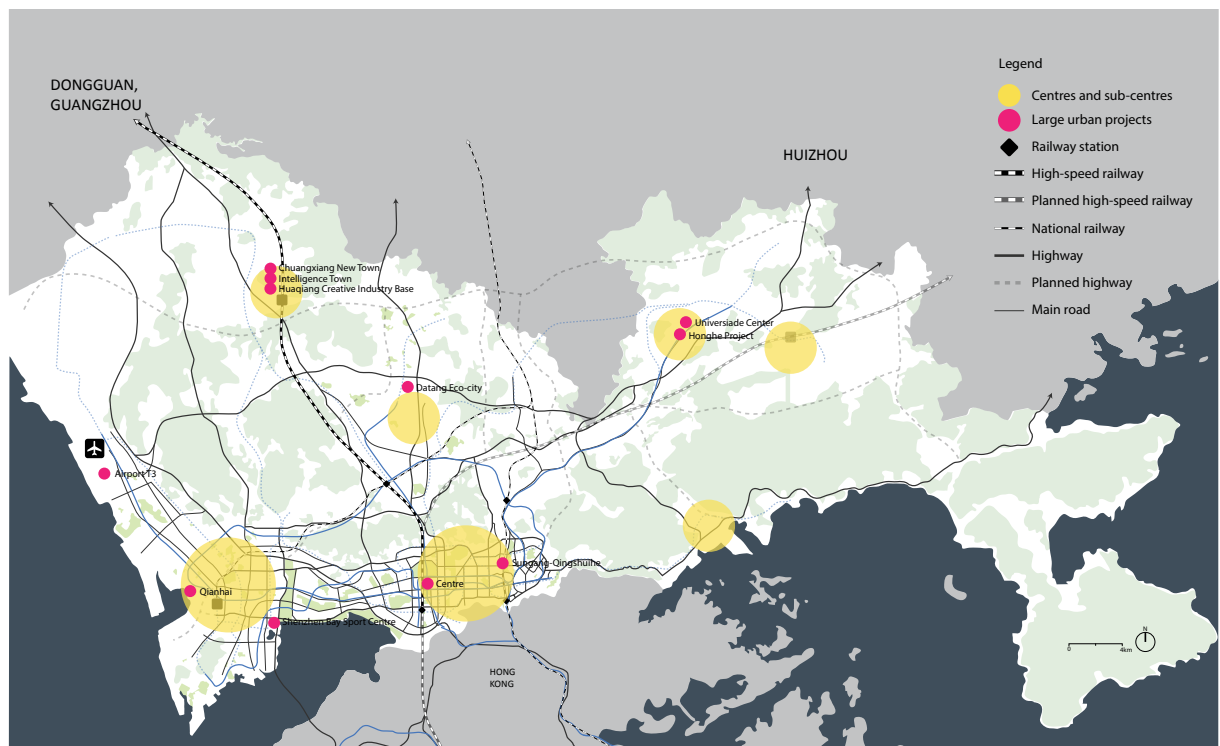 DONGGUAN,
GUANGZHOU
HUIZHOU
Legend
Centres and sub-centres
Large urban projects
Railway station
High-speed railway
Planned high-speed railway
National railway
Highway
Planned highway
Main road
Chuangxiang New Town
Intelligence Town
Huaqiang Creative Industry Base
Universiade Center
Honghe Project
Datang Eco-city
Airport T3
Sungang-Qingshuihe
Centre
Qianhai
Shenzhen Bay Sport Centre
HONG
KONG
N
0 4km